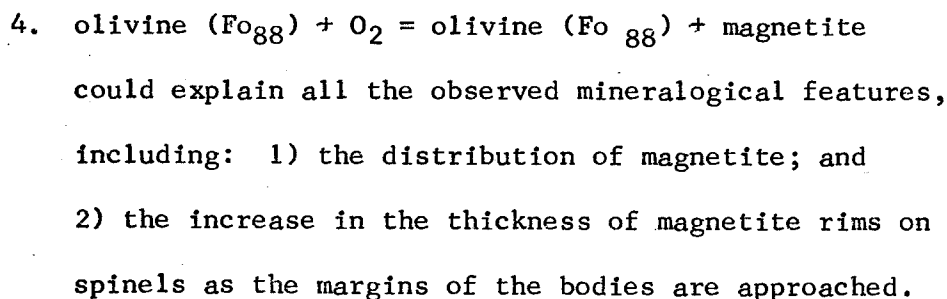 4. olivine (Fo88) + O2 = olivine (Fo 88) + magnetite
could explain all the observed mineralogical features,
including: 1) the distribution of magnetite; and
2) the increase in the thickness of magnetite rims on
spinels as the margins of the bodies are approached.